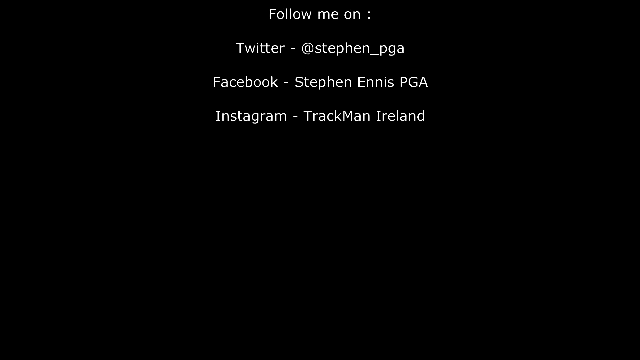 Follow me on :
Twitter - @stephen_pga
Facebook - Stephen Ennis PGA
Instagram - TrackMan Ireland